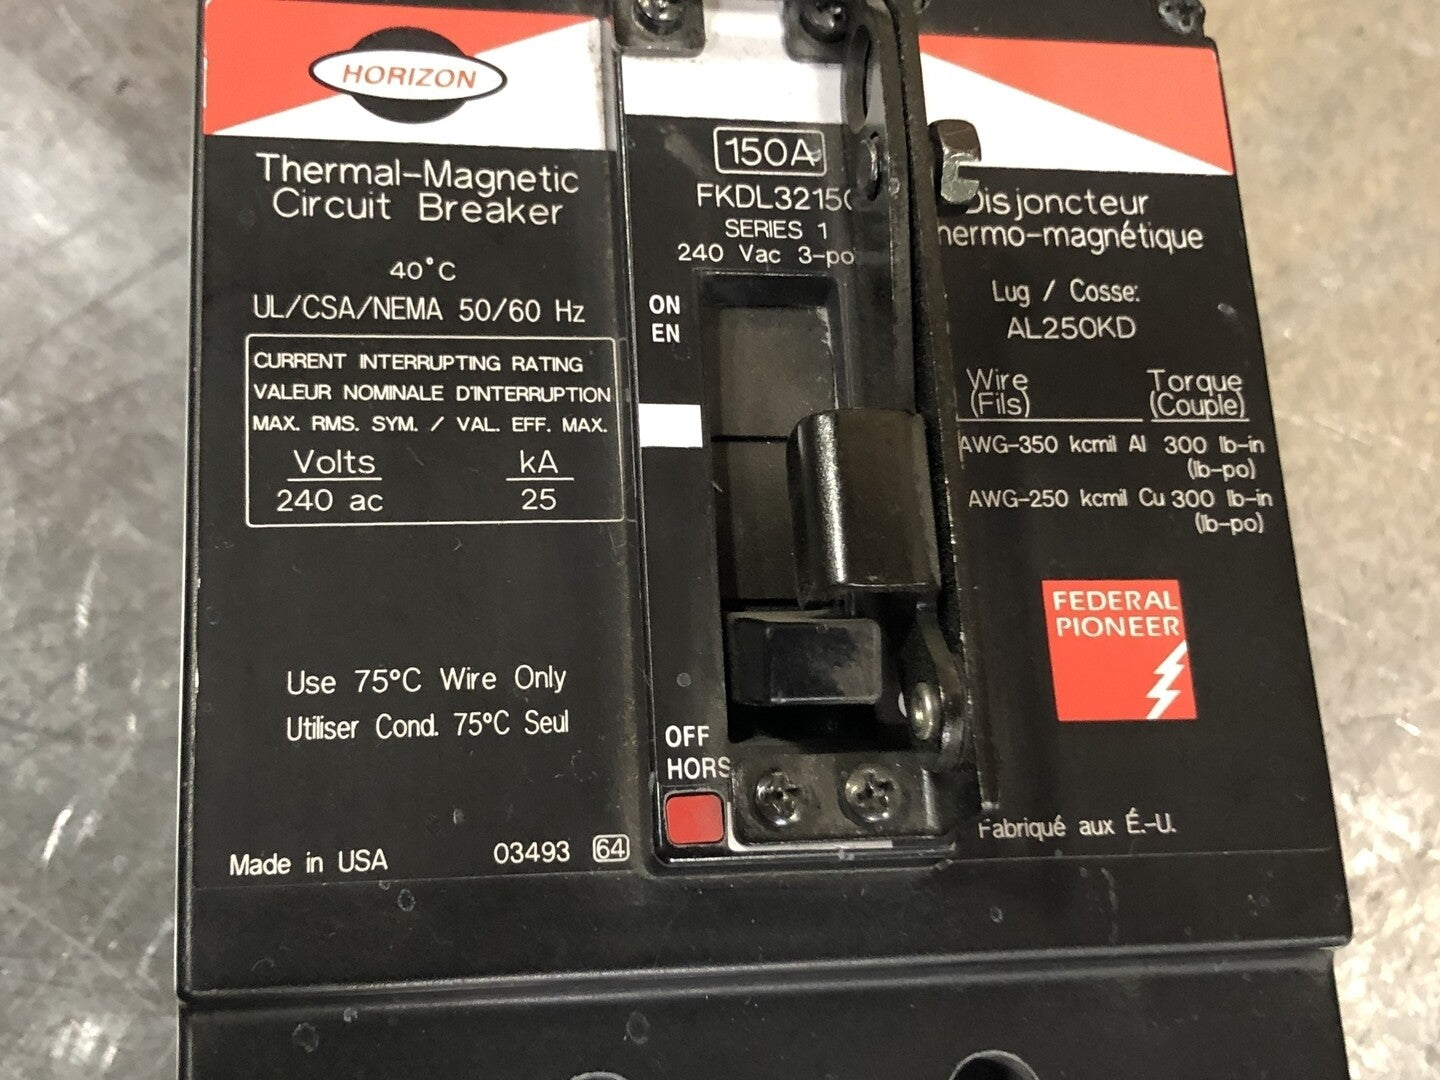 HORIZON
Thermal-Magnetic
Circuit Breaker
40°C
UL/CSA/NEMA 50/60 Hz
CURRENT INTERRUPTING RATING
VALEUR NOMINALE D'INTERRUPTION
MAX. RMS. SYM. / VAL. EFF. MAX.
Volts kA
240 ac 25
Use 75°C Wire Only
Utiliser Cond. 75°C Seul
Made in USA 03493 64
150A
SERIES 1
240 Vac
ON
EN
OFF
HORS
Disjoncteur
Lug / Cosse:
AL250KD
Wire Torque
(Fils) (Couple)
AWG-350 kcmil Al 300 lb-in
(lb-po)
AWG-250 kcmil Cu 300 lb-in
(lb-po)
FEDERAL
PIONEER
Fabriqué aux É.-U.